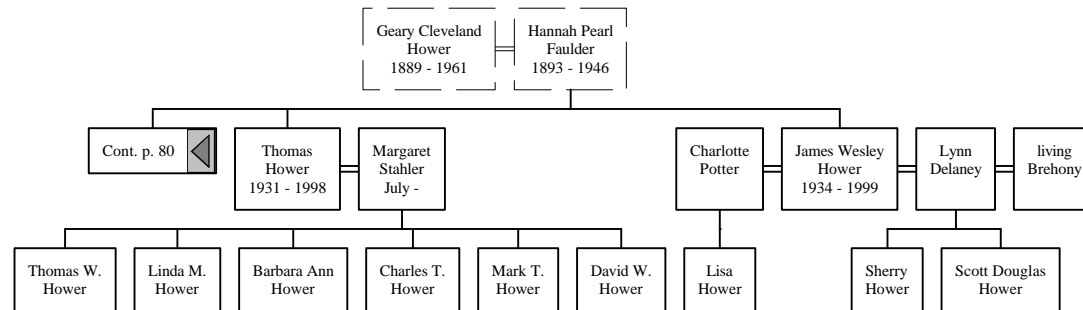 Geary Cleveland
Hower
1889 - 1961
Hannah Pearl
Faulder
1893 - 1946
Cont. p. 80
Thomas
Hower
1931 - 1998
Margaret
Stahler
July -
Charlotte
Potter
James Wesley
Hower
1934 - 1999
Lynn
Delaney
living
Brehony
Thomas W.
Hower
Linda M.
Hower
Barbara Ann
Hower
Charles T.
Hower
Mark T.
Hower
David W.
Hower
Lisa
Hower
Sherry
Hower
Scott Douglas
Hower